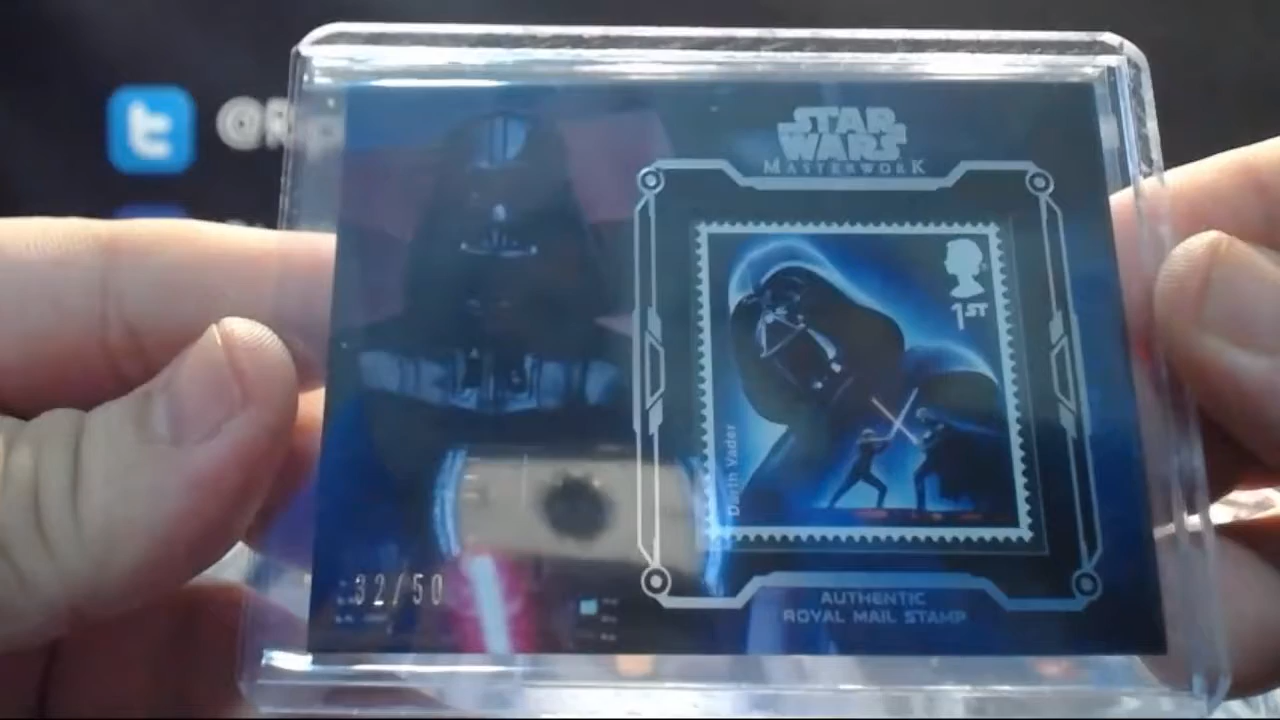 STAR
WARS
MASTERWORK
1ST
Darth Vader
32/50
AUTHENTIC
ROYAL MAIL STAMP